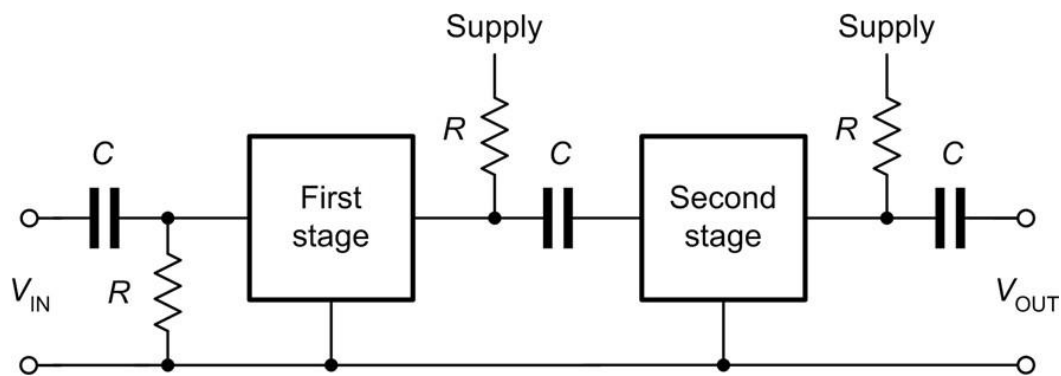 Supply
Supply
R
R
C
C
C
First
stage
Second
stage
R
V_IN
V_OUT